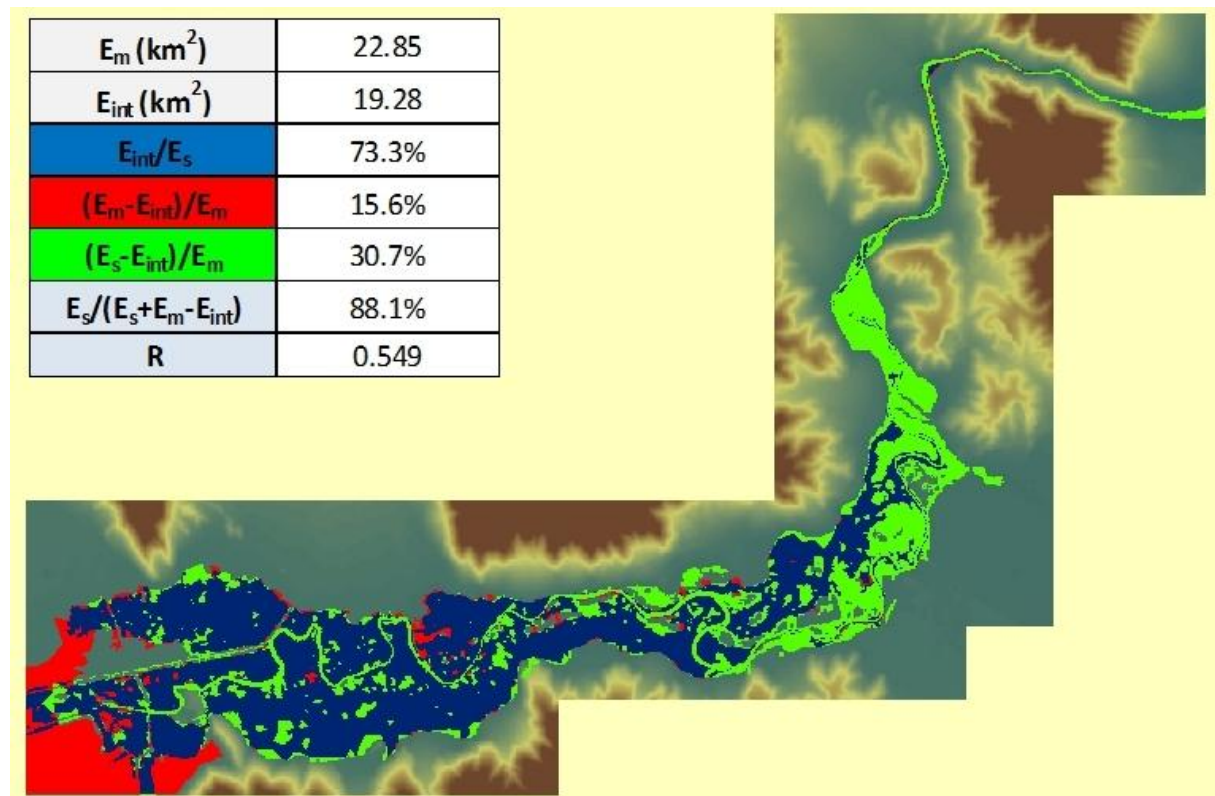 Em (km²) 22.85
Eint (km²) 19.28
Eint/Es 73.3%
(Em-Eint)/Em 15.6%
(Es-Eint)/Em 30.7%
Es/(Es+Em-Eint) 88.1%
R 0.549